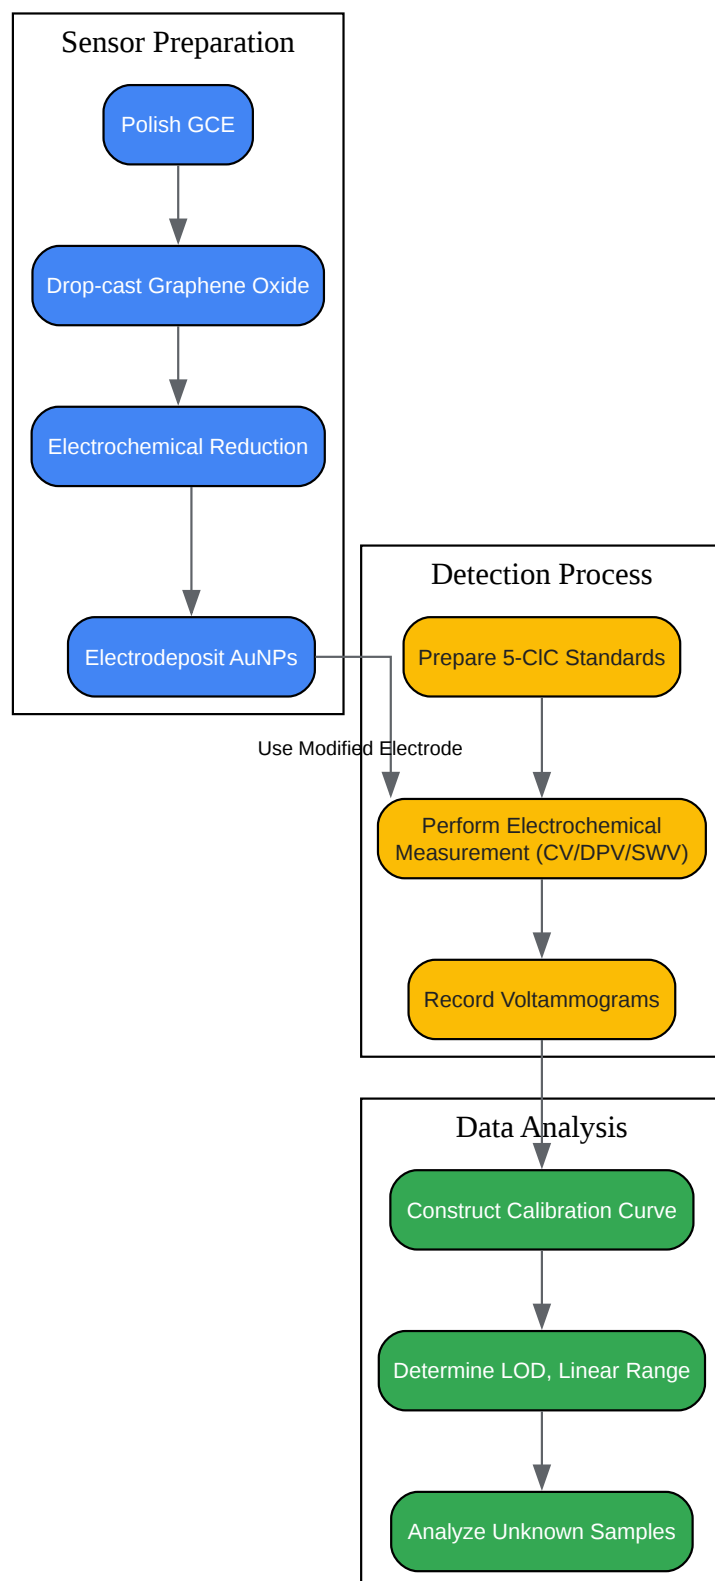 Sensor Preparation
Polish GCE
Drop-cast Graphene Oxide
Electrochemical Reduction
Electrodeposit AuNPs
Use Modified Electrode
Detection Process
Prepare 5-ClC Standards
Perform Electrochemical
Measurement (CV/DPV/SWV)
Record Voltammograms
Data Analysis
Construct Calibration Curve
Determine LOD, Linear Range
Analyze Unknown Samples